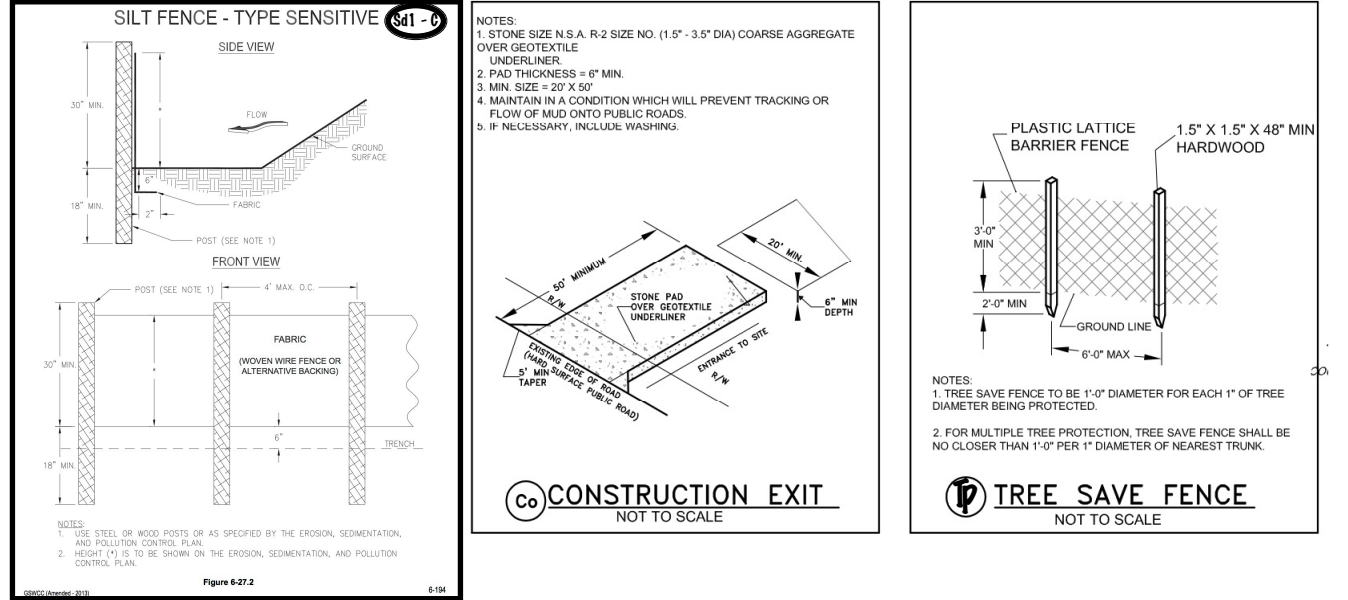 SILT FENCE - TYPE SENSITIVE
Sd1 - C
SIDE VIEW
30" MIN.
*
FLOW
GROUND
SURFACE
6"
FABRIC
18" MIN.
2"
POST (SEE NOTE 1)
FRONT VIEW
POST (SEE NOTE 1)
4' MAX. O.C.
FABRIC
(WOVEN WIRE FENCE OR
ALTERNATIVE BACKING)
30" MIN.
*
6"
TRENCH
18" MIN.
NOTES:
1. USE STEEL OR WOOD POSTS OR AS SPECIFIED BY THE EROSION, SEDIMENTATION,
AND POLLUTION CONTROL PLAN.
2. HEIGHT (*) IS TO BE SHOWN ON THE EROSION, SEDIMENTATION, AND POLLUTION
CONTROL PLAN.
Figure 6-27.2
GSWCC (Amended - 2013)
6-194
NOTES:
1. STONE SIZE N.S.A. R-2 SIZE NO. (1.5" - 3.5" DIA) COARSE AGGREGATE
OVER GEOTEXTILE
UNDERLINER.
2. PAD THICKNESS = 6" MIN.
3. MIN. SIZE = 20' X 50'
4. MAINTAIN IN A CONDITION WHICH WILL PREVENT TRACKING OR
FLOW OF MUD ONTO PUBLIC ROADS.
5. IF NECESSARY, INCLUDE WASHING.
20' MIN.
50' MINIMUM
R/W
STONE PAD
OVER GEOTEXTILE
UNDERLINER
6" MIN
DEPTH
ENTRANCE TO SITE
R/W
5' MIN
TAPER
EXISTING EDGE OF ROAD
(HARD SURFACE PUBLIC ROAD)
Co
CONSTRUCTION EXIT
NOT TO SCALE
PLASTIC LATTICE
BARRIER FENCE
1.5" X 1.5" X 48" MIN
HARDWOOD
3'-0"
MIN
2'-0" MIN
GROUND LINE
6'-0" MAX
NOTES:
1. TREE SAVE FENCE TO BE 1'-0" DIAMETER FOR EACH 1" OF TREE
DIAMETER BEING PROTECTED.
2. FOR MULTIPLE TREE PROTECTION, TREE SAVE FENCE SHALL BE
NO CLOSER THAN 1'-0" PER 1" DIAMETER OF NEAREST TRUNK.
TP
TREE SAVE FENCE
NOT TO SCALE